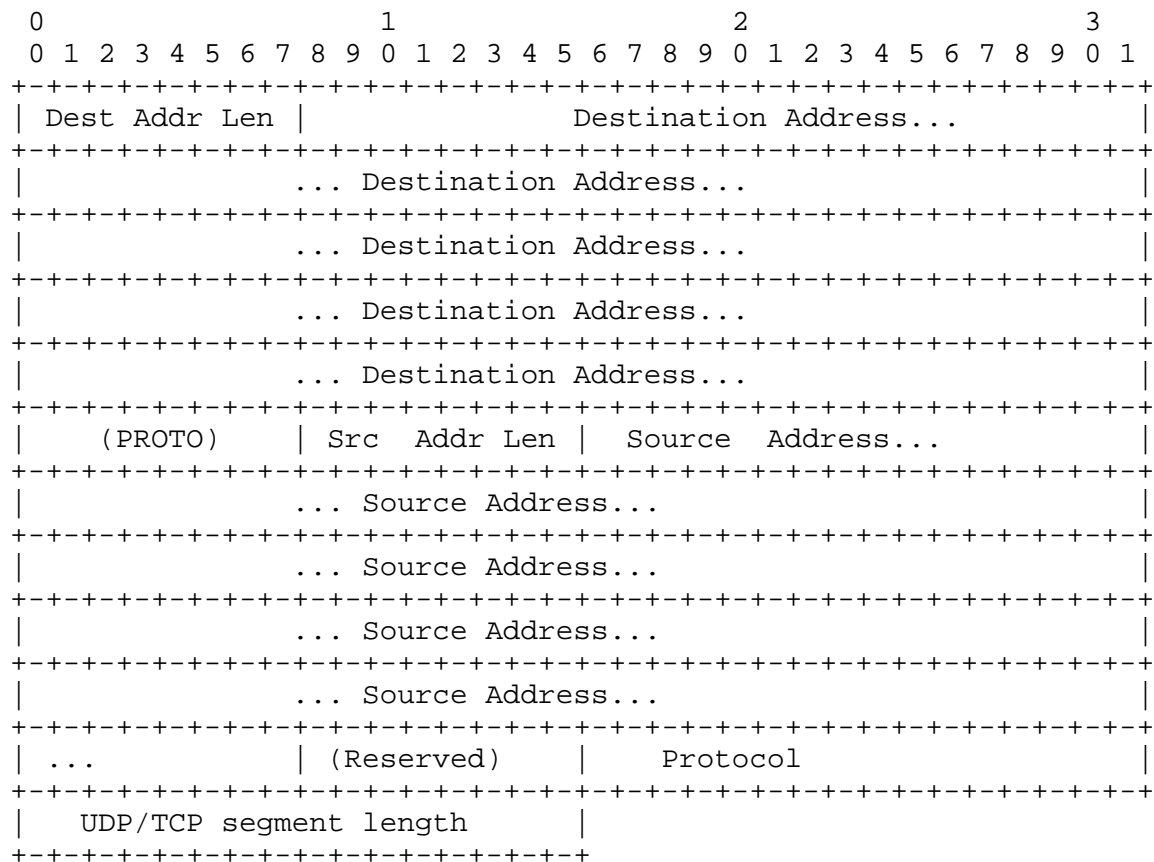 0                   1                   2                   3
 0 1 2 3 4 5 6 7 8 9 0 1 2 3 4 5 6 7 8 9 0 1 2 3 4 5 6 7 8 9 0 1
+-+-+-+-+-+-+-+-+-+-+-+-+-+-+-+-+-+-+-+-+-+-+-+-+-+-+-+-+-+-+-+-+
| Dest Addr Len |               Destination Address...          |
+-+-+-+-+-+-+-+-+-+-+-+-+-+-+-+-+-+-+-+-+-+-+-+-+-+-+-+-+-+-+-+-+
|               ... Destination Address...                      |
+-+-+-+-+-+-+-+-+-+-+-+-+-+-+-+-+-+-+-+-+-+-+-+-+-+-+-+-+-+-+-+-+
|               ... Destination Address...                      |
+-+-+-+-+-+-+-+-+-+-+-+-+-+-+-+-+-+-+-+-+-+-+-+-+-+-+-+-+-+-+-+-+
|               ... Destination Address...                      |
+-+-+-+-+-+-+-+-+-+-+-+-+-+-+-+-+-+-+-+-+-+-+-+-+-+-+-+-+-+-+-+-+
|               ... Destination Address...                      |
+-+-+-+-+-+-+-+-+-+-+-+-+-+-+-+-+-+-+-+-+-+-+-+-+-+-+-+-+-+-+-+-+
|    (PROTO)    | Src  Addr Len |  Source  Address...           |
+-+-+-+-+-+-+-+-+-+-+-+-+-+-+-+-+-+-+-+-+-+-+-+-+-+-+-+-+-+-+-+-+
|               ... Source Address...                           |
+-+-+-+-+-+-+-+-+-+-+-+-+-+-+-+-+-+-+-+-+-+-+-+-+-+-+-+-+-+-+-+-+
|               ... Source Address...                           |
+-+-+-+-+-+-+-+-+-+-+-+-+-+-+-+-+-+-+-+-+-+-+-+-+-+-+-+-+-+-+-+-+
|               ... Source Address...                           |
+-+-+-+-+-+-+-+-+-+-+-+-+-+-+-+-+-+-+-+-+-+-+-+-+-+-+-+-+-+-+-+-+
|               ... Source Address...                           |
+-+-+-+-+-+-+-+-+-+-+-+-+-+-+-+-+-+-+-+-+-+-+-+-+-+-+-+-+-+-+-+-+
| ...           | (Reserved)    |    Protocol                   |
+-+-+-+-+-+-+-+-+-+-+-+-+-+-+-+-+-+-+-+-+-+-+-+-+-+-+-+-+-+-+-+-+
|   UDP/TCP segment length      |
+-+-+-+-+-+-+-+-+-+-+-+-+-+-+-+-+